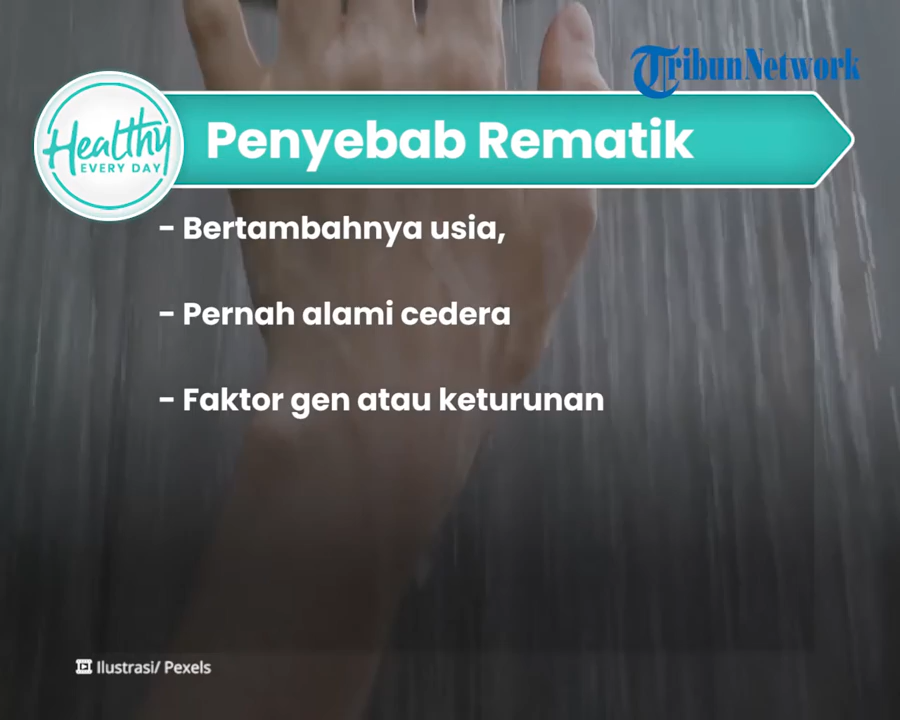 TribunNetwork
Healthy
EVERY DAY
Penyebab Rematik
- Bertambahnya usia,
- Pernah alami cedera
- Faktor gen atau keturunan
Ilustrasi/ Pexels